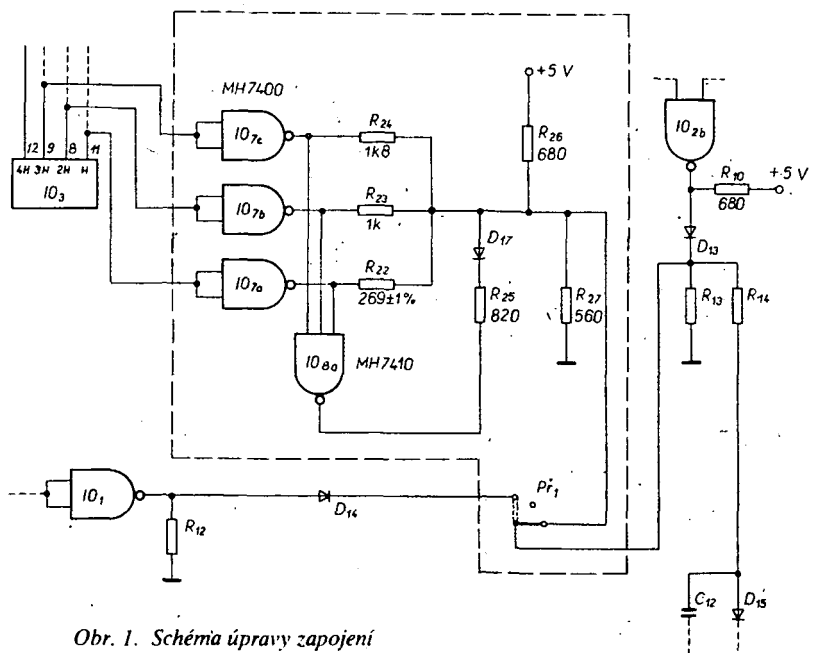 MH7400
+5 V
IO7c
R24
1k8
R26
680
IO2b
12 9 8 11
4H 3H 2H H
IO3
R10
680
+5 V
IO7b
R23
1k
D17
D13
IO7a
R22
269±1%
R25
820
R27
560
R13
R14
IO8a
MH7410
IO1
D14
Př1
R12
C12
D15
Obr. 1. Schéma úpravy zapojení